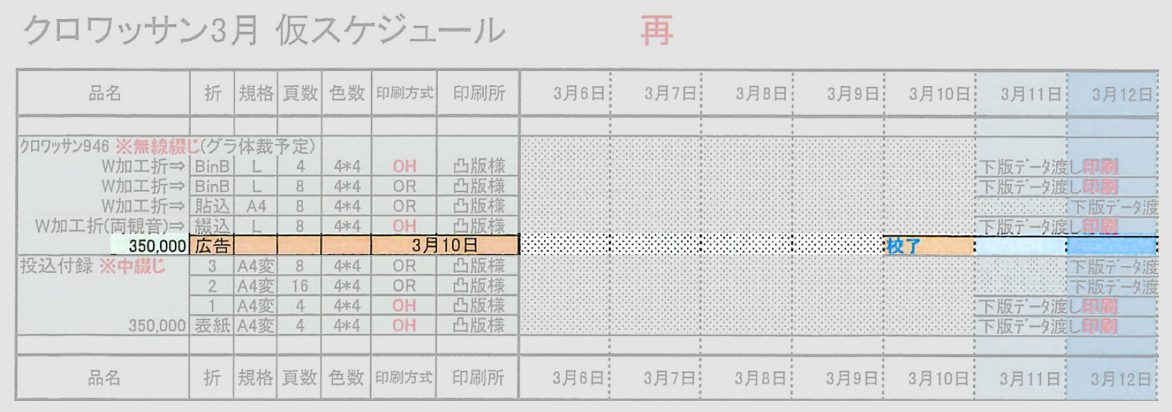 クロワッサン3月 仮スケジュール 再
品名 折 規格 頁数 色数 印刷方式 印刷所 3月6日 3月7日 3月8日 3月9日 3月10日 3月11日 3月12日
クロワッサン946 ※無線綴じ(グラ体裁予定)
W加工折⇒ BinB L 4 4*4 OH 凸版様 下版データ渡し 印刷
W加工折⇒ BinB L 8 4*4 OR 凸版様 下版データ渡し 印刷
W加工折⇒ 貼込 A4 8 4*4 OR 凸版様 下版データ渡
W加工折(両観音)⇒ 綴込 L 8 4*4 OH 凸版様 下版データ渡し 印刷
350,000 広告 3月10日 校了
投込付録 ※中綴じ 3 A4変 8 4*4 OR 凸版様 下版データ渡
2 A4変 16 4*4 OR 凸版様 下版データ渡
1 A4変 4 4*4 OH 凸版様 下版データ渡し 印刷
350,000 表紙 A4変 4 4*4 OH 凸版様 下版データ渡し 印刷
品名 折 規格 頁数 色数 印刷方式 印刷所 3月6日 3月7日 3月8日 3月9日 3月10日 3月11日 3月12日